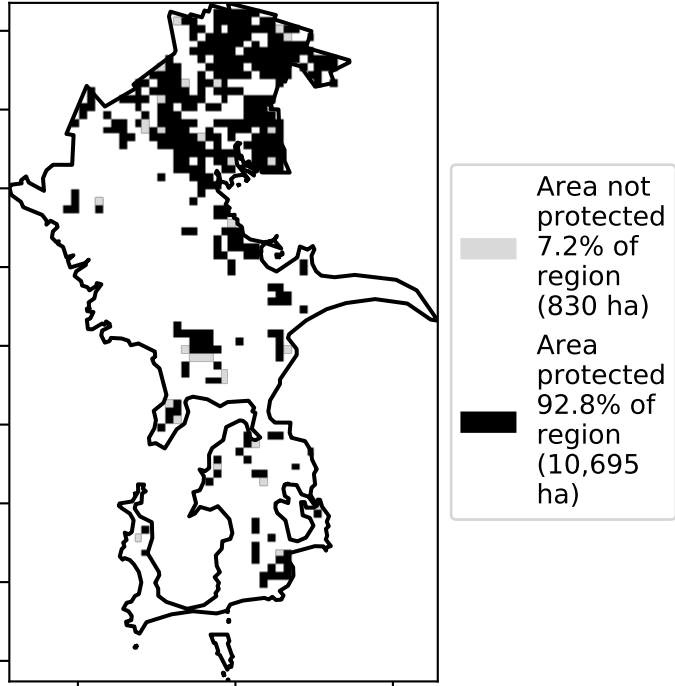 Area not
protected
7.2% of
region
(830 ha)
Area
protected
92.8% of
region
(10,695
ha)